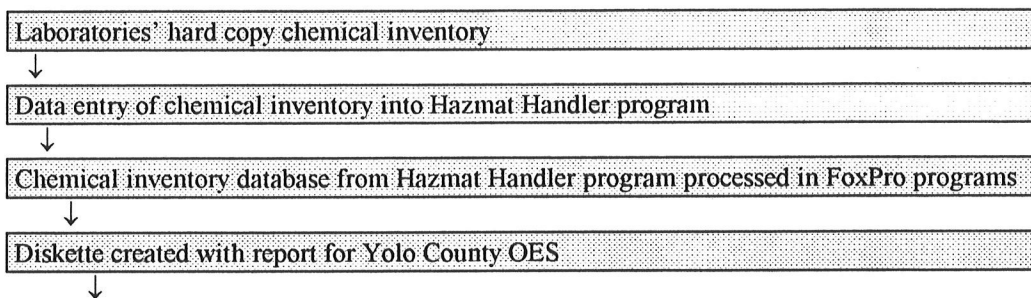 Laboratories' hard copy chemical inventory
↓
Data entry of chemical inventory into Hazmat Handler program
↓
Chemical inventory database from Hazmat Handler program processed in FoxPro programs
↓
Diskette created with report for Yolo County OES
↓